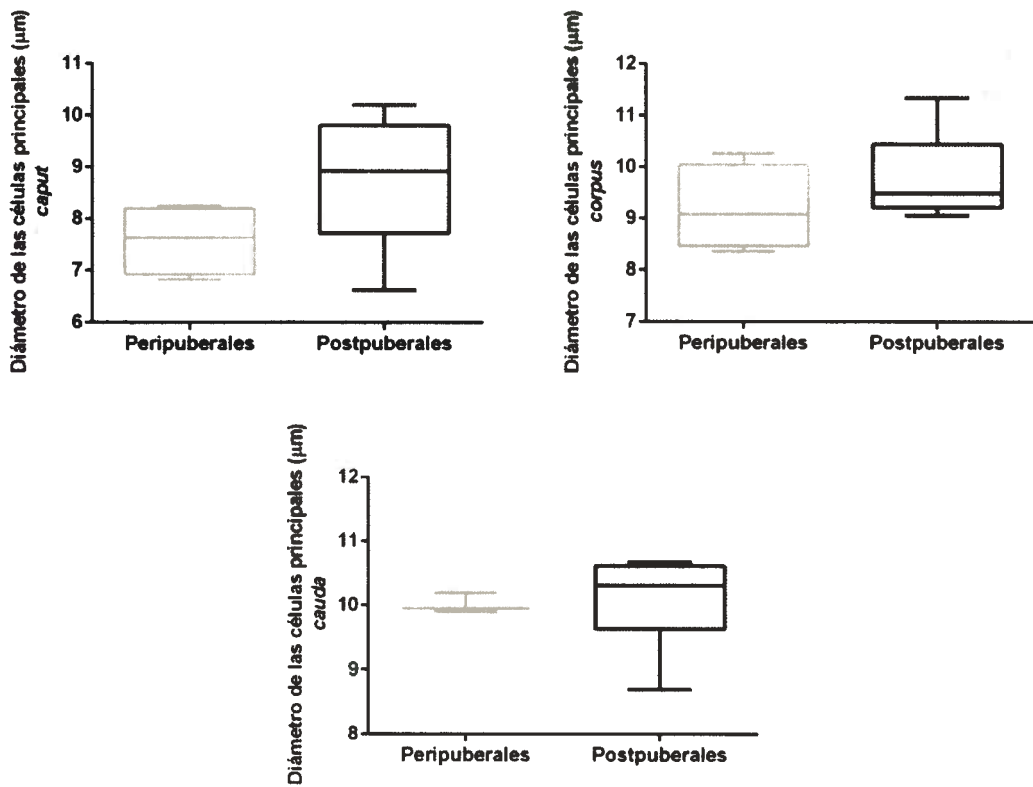 Diámetro de las células principales (μm)
caput
11
10
9
8
7
6
Peripuberales
Postpuberales
Diámetro de las células principales (μm)
corpus
12
11
10
9
8
7
Peripuberales
Postpuberales
Diámetro de las células principales (μm)
cauda
12
11
10
9
8
Peripuberales
Postpuberales